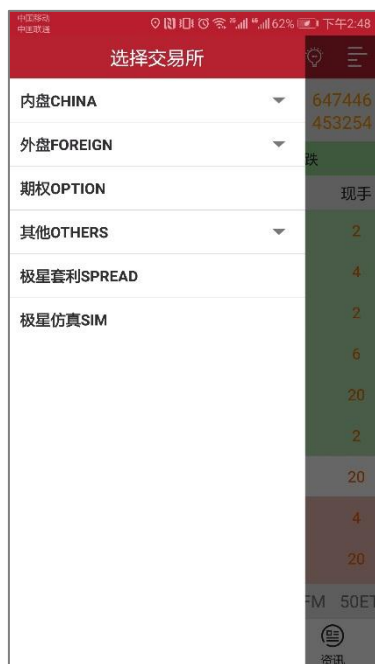 中国移动
中国联通
62% 下午2:48
选择交易所
内盘CHINA
外盘FOREIGN
期权OPTION
其他OTHERS
极星套利SPREAD
极星仿真SIM
647446
453254
跌
现手
2
4
2
6
20
2
20
4
20
FM 50ET
资讯